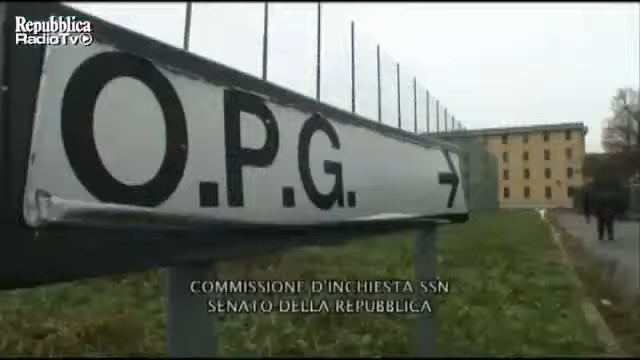 Repubblica
RadioTv
O.P.G. →
COMMISSIONE D'INCHIESTA SSN
SENATO DELLA REPUBBLICA